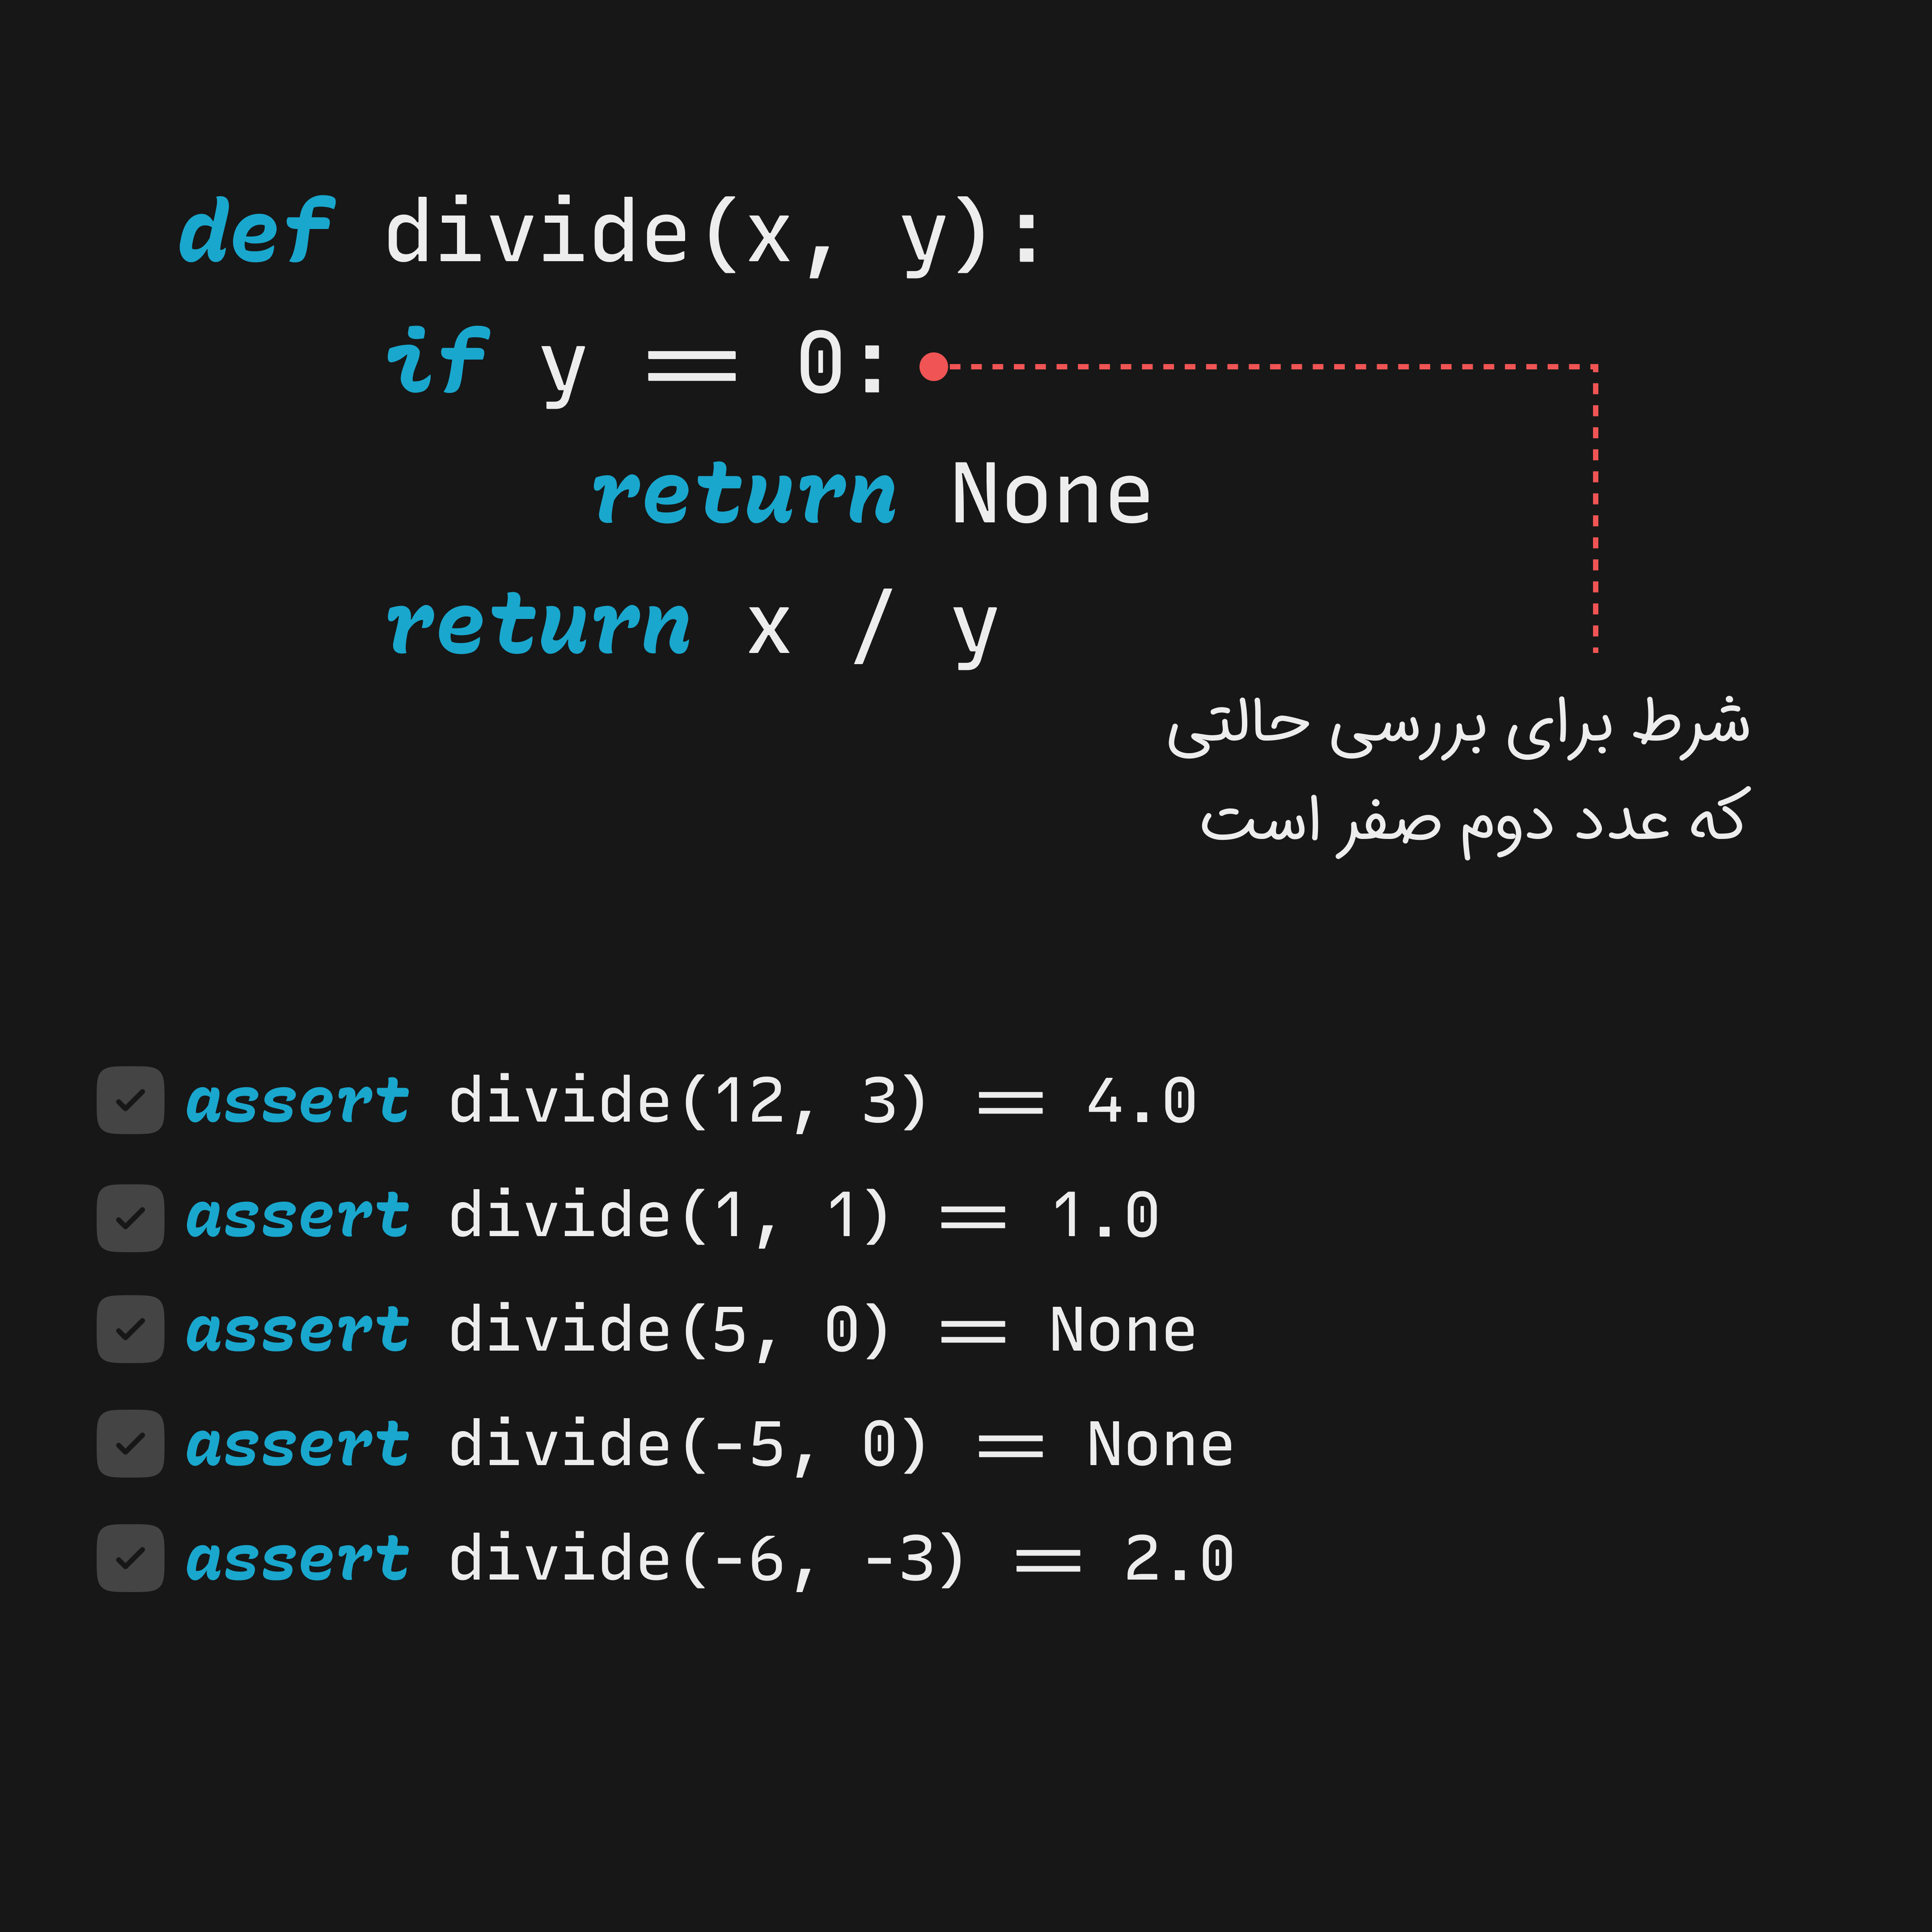 def divide(x, y):
if y == 0:
return None
return x / y
شرط برای بررسی حالتی
که عدد دوم صفر است
assert divide(12, 3) == 4.0
assert divide(1, 1) == 1.0
assert divide(5, 0) == None
assert divide(-5, 0) == None
assert divide(-6, -3) == 2.0